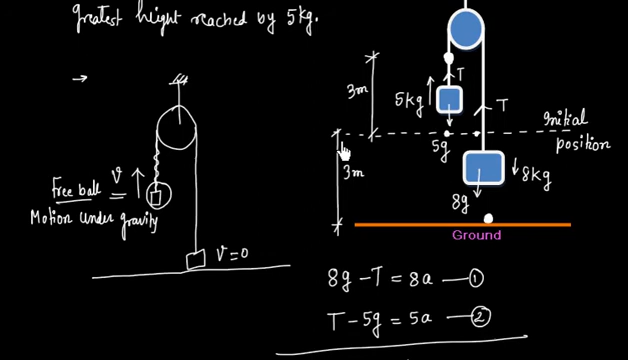 greatest height reached by 5kg.
→
3m
5kg
T
T
5g
Initial
position
3m
8kg
8g
Ground
Free ball
V
Motion under gravity
V=0
8g-T = 8a —①
T-5g = 5a —②